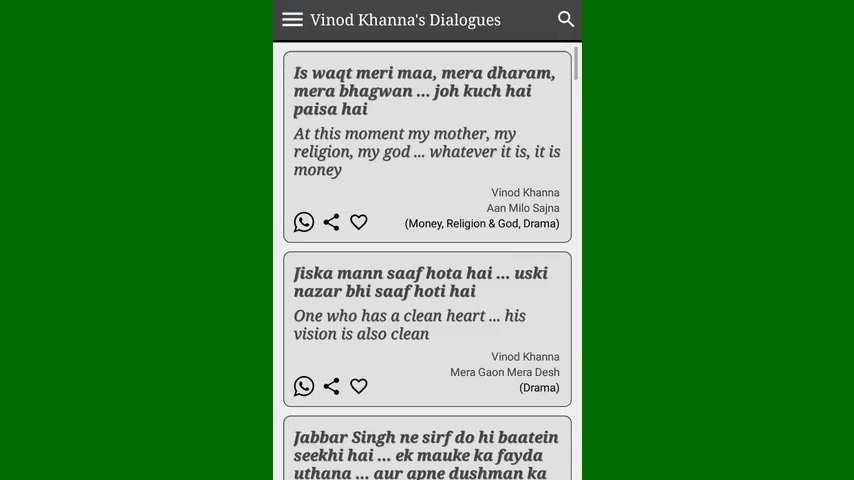 Vinod Khanna's Dialogues
Is waqt meri maa, mera dharam,
mera bhagwan ... joh kuch hai
paisa hai
At this moment my mother, my
religion, my god ... whatever it is, it is
money
Vinod Khanna
Aan Milo Sajna
(Money, Religion & God, Drama)
Jiska mann saaf hota hai ... uski
nazar bhi saaf hoti hai
One who has a clean heart ... his
vision is also clean
Vinod Khanna
Mera Gaon Mera Desh
(Drama)
Jabbar Singh ne sirf do hi baatein
seekhi hai ... ek mauke ka fayda
uthana ... aur apne dushman ka